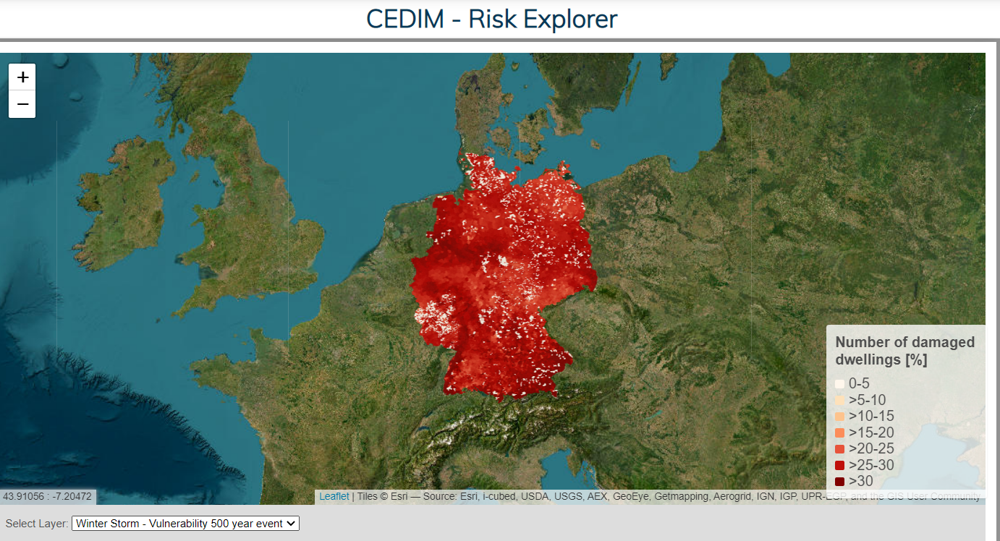 CEDIM - Risk Explorer
+
−
Number of damaged
dwellings [%]
0-5
>5-10
>10-15
>15-20
>20-25
>25-30
>30
43.91056 : -7.20472
Leaflet | Tiles © Esri — Source: Esri, i-cubed, USDA, USGS, AEX, GeoEye, Getmapping, Aerogrid, IGN, IGP, UPR-EGP, and the GIS User Community
Select Layer: Winter Storm - Vulnerability 500 year event